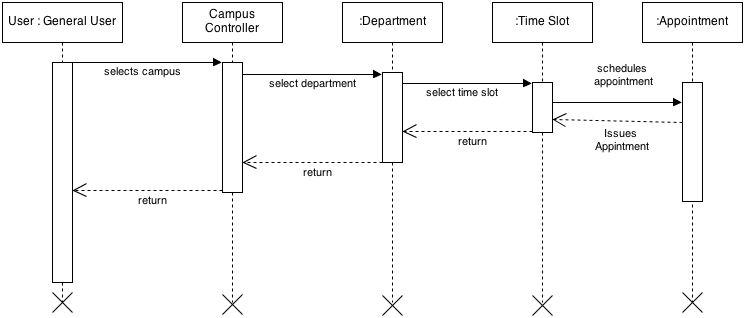 User : General User
Campus
Controller
:Department
:Time Slot
:Appointment
selects campus
select department
select time slot
schedules
appointment
Issues
Appintment
return
return
return